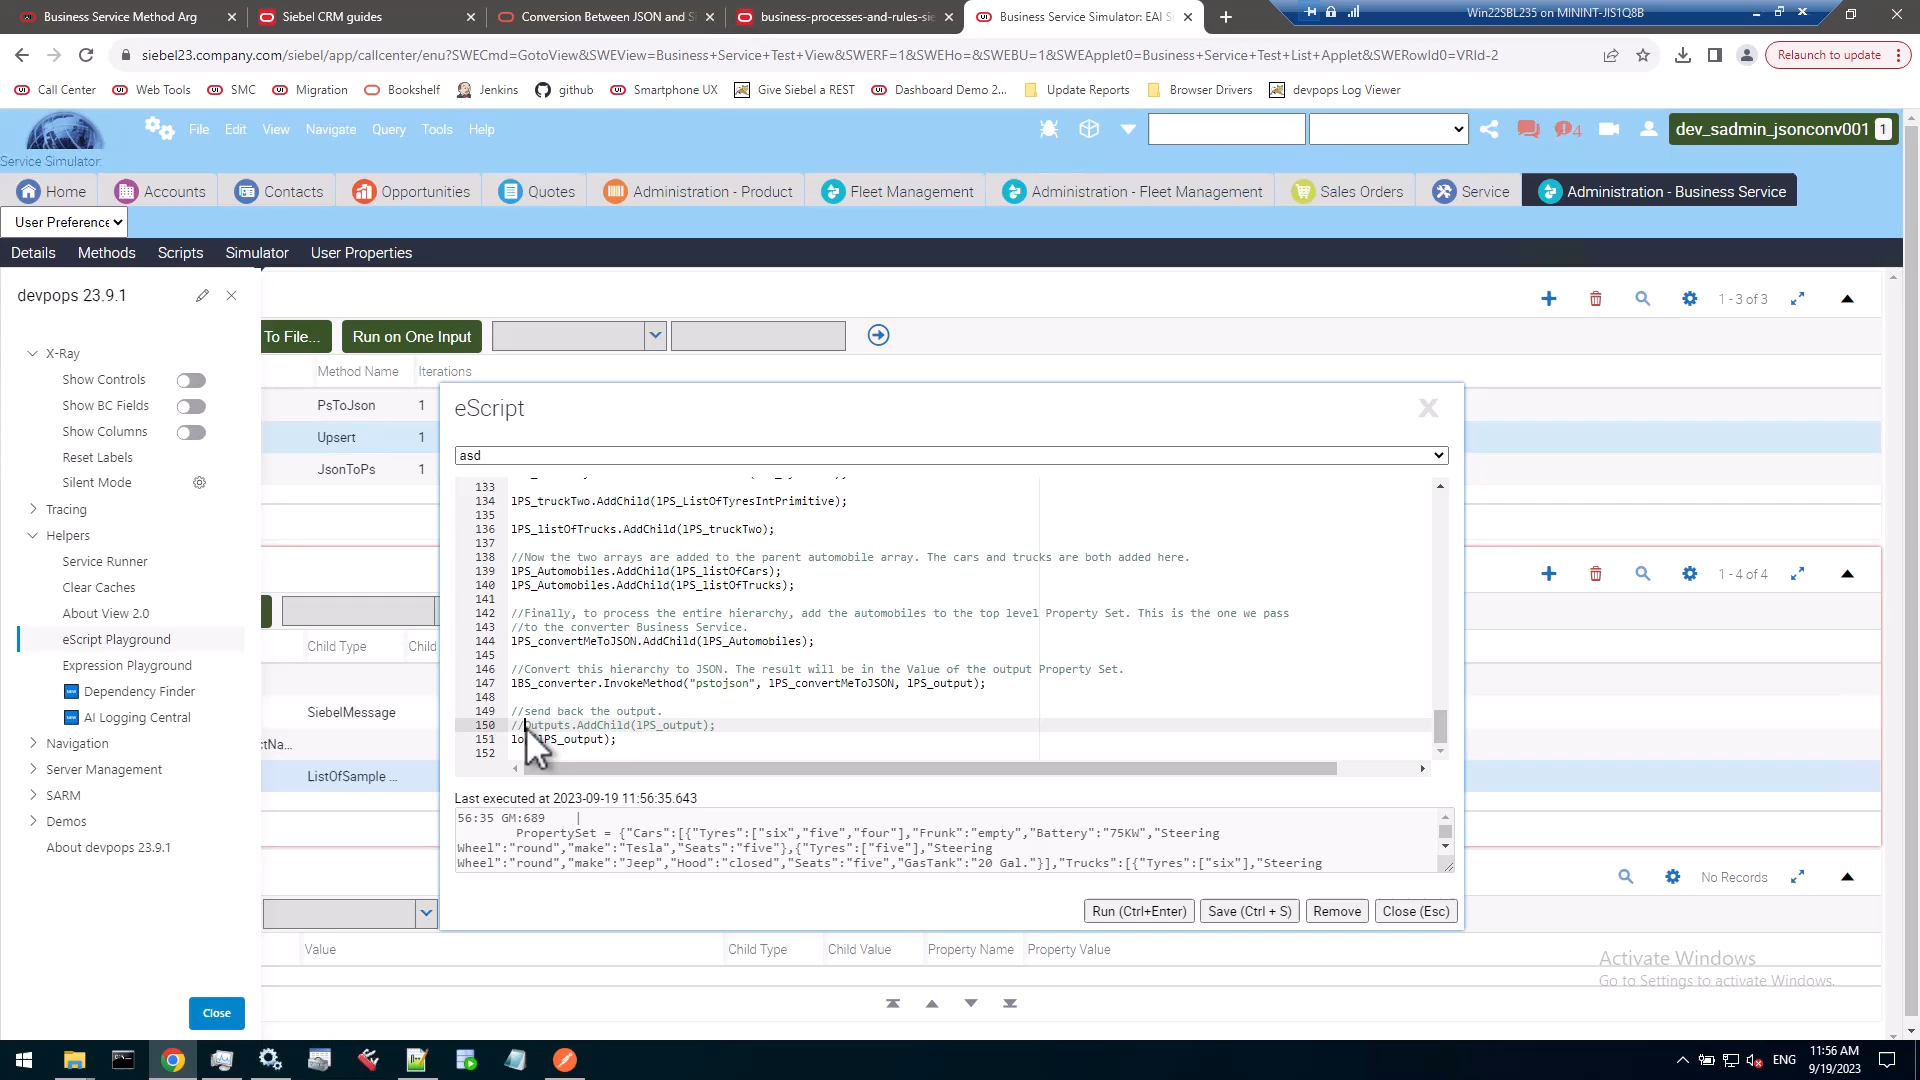 Business Service Method Arg
Siebel CRM guides
Conversion Between JSON and S
business-processes-and-rules-sie
Business Service Simulator: EAI S
Win22SBL235 on MININT-JIS1Q8B
siebel23.company.com/siebel/app/callcenter/enu?SWECmd=GotoView&SWEView=Business+Service+Test+View&SWERF=1&SWEHo=&SWEBU=1&SWEApplet0=Business+Service+Test+List+Applet&SWERowId0=VRId-2
Relaunch to update
Call Center
Web Tools
SMC
Migration
Bookshelf
Jenkins
github
Smartphone UX
Give Siebel a REST
Dashboard Demo 2...
Update Reports
Browser Drivers
devpops Log Viewer
File Edit View Navigate Query Tools Help
4
dev_sadmin_jsonconv001 1
Service Simulator:
Home
Accounts
Contacts
Opportunities
Quotes
Administration - Product
Fleet Management
Administration - Fleet Management
Sales Orders
Service
Administration - Business Service
User Preference
Details Methods Scripts Simulator User Properties
devpops 23.9.1
1 - 3 of 3
To File...
Run on One Input
Method Name Iterations
PsToJson 1
Upsert 1
JsonToPs 1
X-Ray
Show Controls
Show BC Fields
Show Columns
Reset Labels
Silent Mode
Tracing
Helpers
Service Runner
Clear Caches
About View 2.0
eScript Playground
Expression Playground
NEW Dependency Finder
NEW AI Logging Central
Navigation
Server Management
SARM
Demos
About devpops 23.9.1
Close
1 - 4 of 4
Child Type Child
SiebelMessage
ctNa...
ListOfSample ...
No Records
Value
Child Type
Child Value
Property Name
Property Value
eScript
X
asd
133
134 lPS_truckTwo.AddChild(lPS_ListOfTyresIntPrimitive);
135
136 lPS_listOfTrucks.AddChild(lPS_truckTwo);
137
138 //Now the two arrays are added to the parent automobile array. The cars and trucks are both added here.
139 lPS_Automobiles.AddChild(lPS_listOfCars);
140 lPS_Automobiles.AddChild(lPS_listOfTrucks);
141
142 //Finally, to process the entire hierarchy, add the automobiles to the top level Property Set. This is the one we pass
143 //to the converter Business Service.
144 lPS_convertMeToJSON.AddChild(lPS_Automobiles);
145
146 //Convert this hierarchy to JSON. The result will be in the Value of the output Property Set.
147 lBS_converter.InvokeMethod("pstojson", lPS_convertMeToJSON, lPS_output);
148
149 //send back the output.
150 //Outputs.AddChild(lPS_output);
151 lo lPS_output);
152
Last executed at 2023-09-19 11:56:35.643
56:35 GM:689 |
PropertySet = {"Cars":[{"Tyres":["six","five","four"],"Frunk":"empty","Battery":"75KW","Steering
Wheel":"round","make":"Tesla","Seats":"five"},{"Tyres":["five"],"Steering
Wheel":"round","make":"Jeep","Hood":"closed","Seats":"five","GasTank":"20 Gal."}],"Trucks":[{"Tyres":["six"],"Steering
Run (Ctrl+Enter)
Save (Ctrl + S)
Remove
Close (Esc)
Activate Windows
Go to Settings to activate Windows.
ENG
11:56 AM
9/19/2023